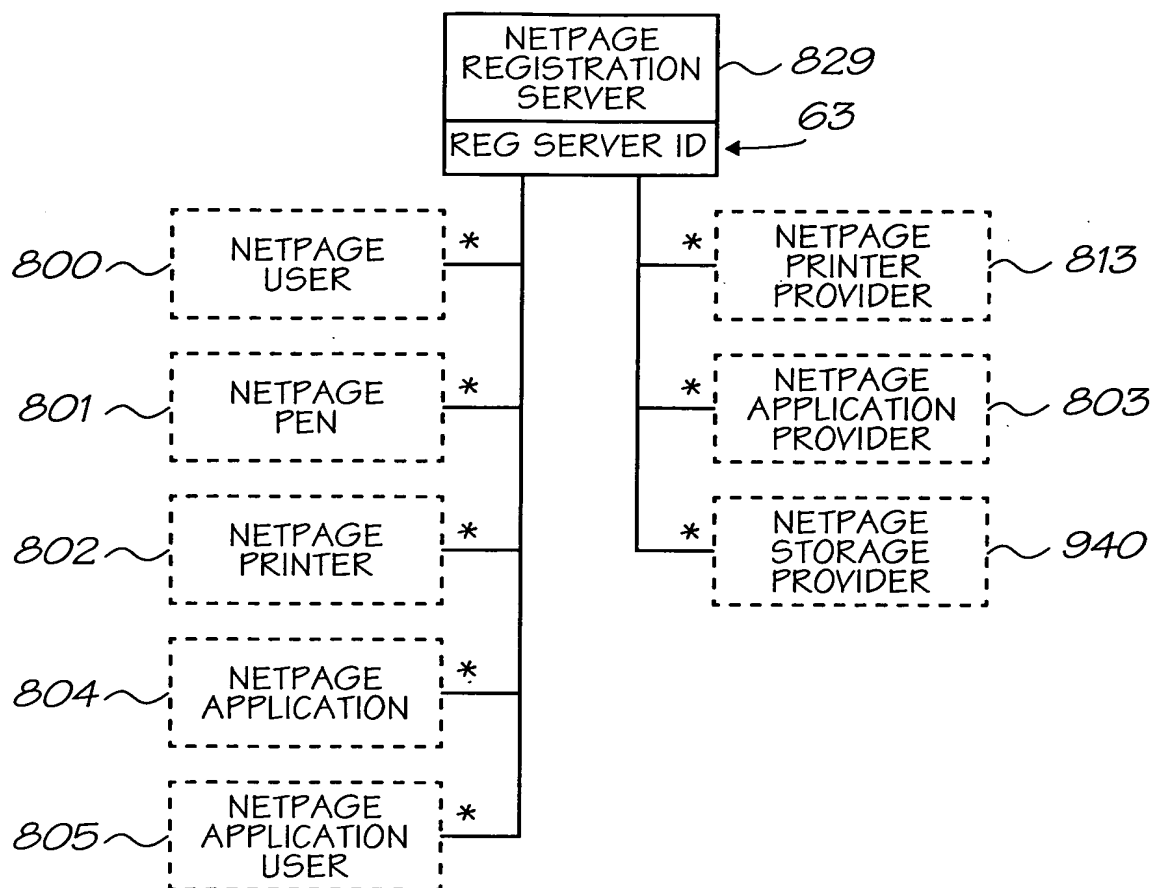 NETPAGE
REGISTRATION
SERVER
829
REG SERVER ID
63
800
NETPAGE
USER
*
*
NETPAGE
PRINTER
PROVIDER
813
801
NETPAGE
PEN
*
*
NETPAGE
APPLICATION
PROVIDER
803
802
NETPAGE
PRINTER
*
*
NETPAGE
STORAGE
PROVIDER
940
804
NETPAGE
APPLICATION
*
805
NETPAGE
APPLICATION
USER
*